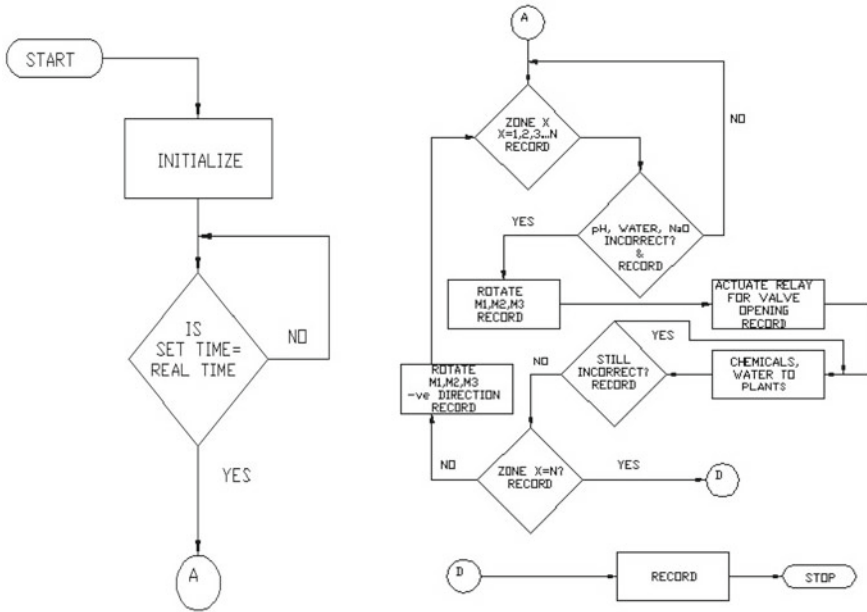 START
INITIALIZE
IS
SET TIME=
REAL TIME
NO
YES
A
A
ZONE X
X=1,2,3...N
RECORD
NO
pH, WATER, NaO
INCORRECT?
&
RECORD
YES
ROTATE
M1,M2,M3
RECORD
ACTUATE RELAY
FOR VALVE
OPENING
RECORD
YES
CHEMICALS,
WATER TO
PLANTS
STILL
INCORRECT?
RECORD
NO
ROTATE
M1,M2,M3
-ve DIRECTION
RECORD
NO
ZONE X=N?
RECORD
YES
D
D
RECORD
STOP